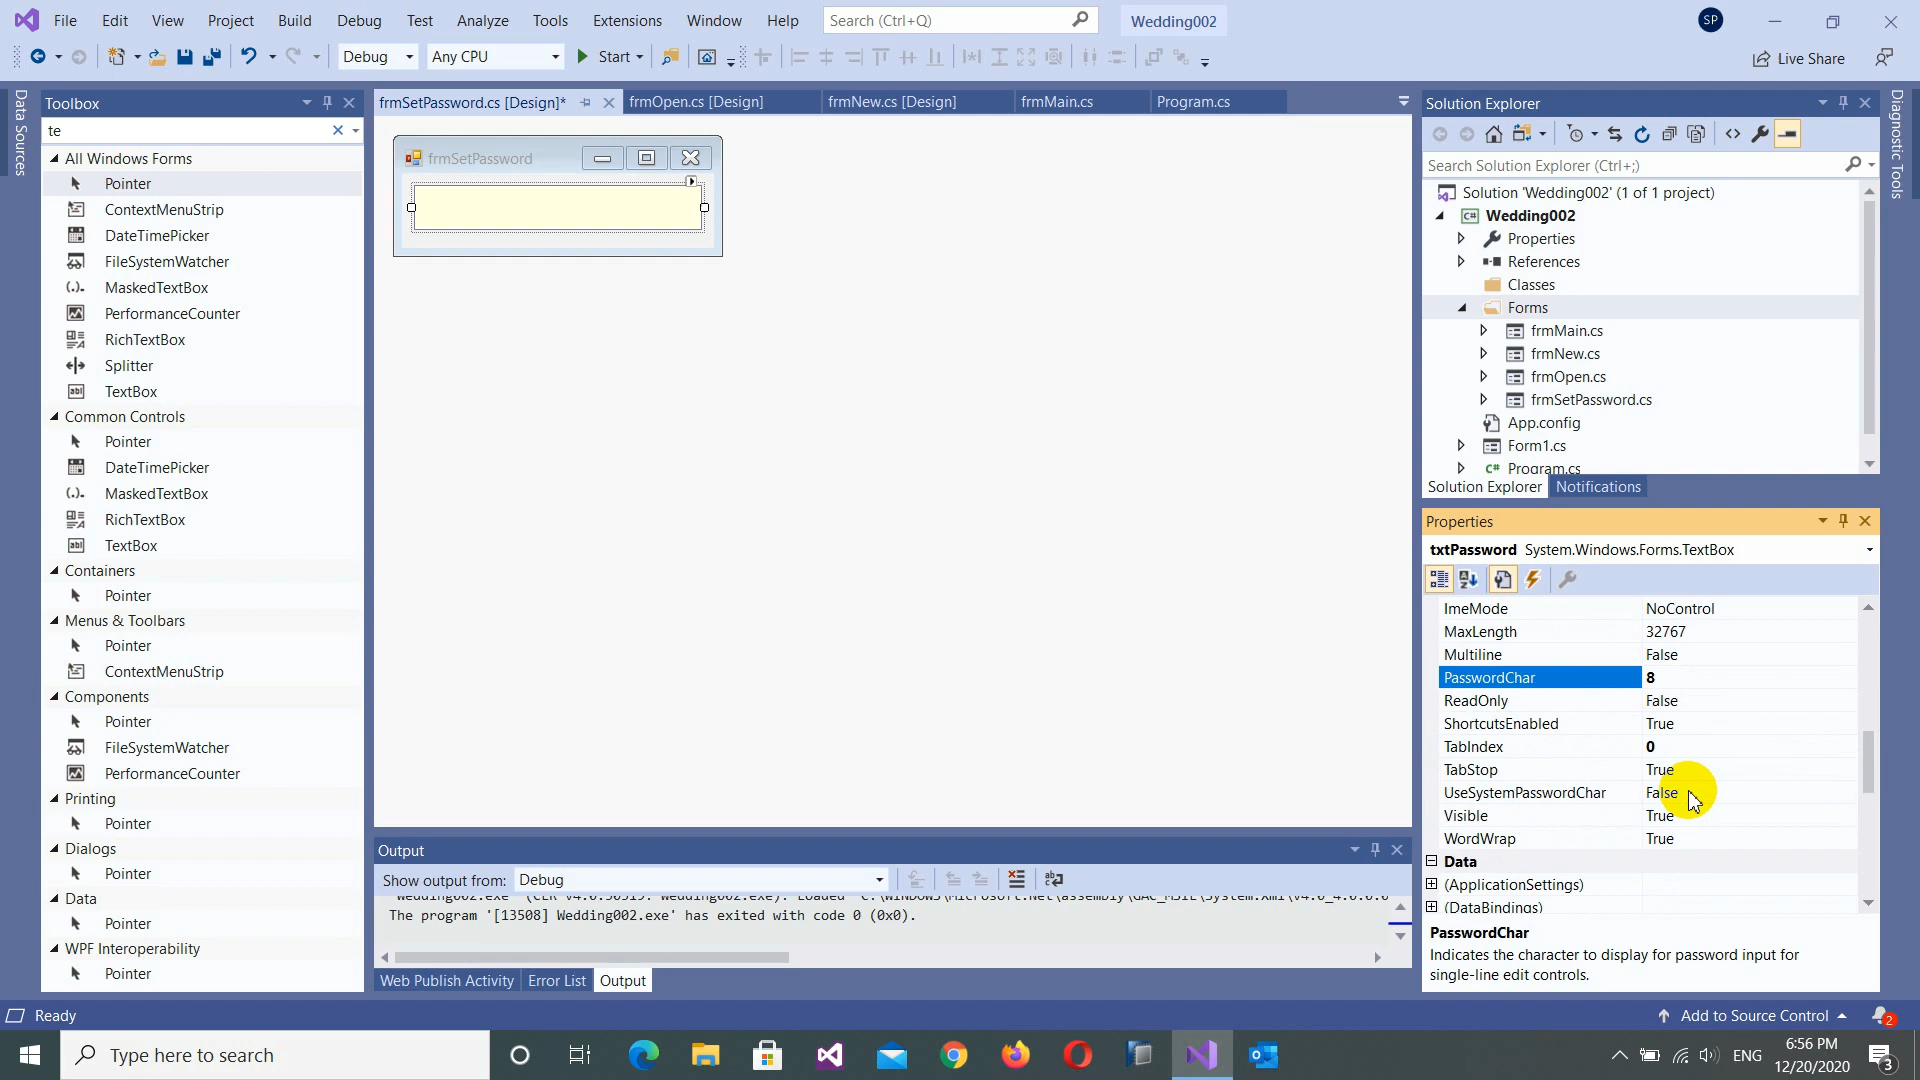 File Edit View Project Build Debug Test Analyze Tools Extensions Window Help Search (Ctrl+Q) Wedding002 SP
Debug Any CPU Start Live Share
Data Sources
Toolbox
te
All Windows Forms
Pointer
ContextMenuStrip
DateTimePicker
FileSystemWatcher
MaskedTextBox
PerformanceCounter
RichTextBox
Splitter
TextBox
Common Controls
Pointer
DateTimePicker
MaskedTextBox
RichTextBox
TextBox
Containers
Pointer
Menus & Toolbars
Pointer
ContextMenuStrip
Components
Pointer
FileSystemWatcher
PerformanceCounter
Printing
Pointer
Dialogs
Pointer
Data
Pointer
WPF Interoperability
Pointer
frmSetPassword.cs [Design]* frmOpen.cs [Design] frmNew.cs [Design] frmMain.cs Program.cs
frmSetPassword
Output
Show output from: Debug
The program '[13508] Wedding002.exe' has exited with code 0 (0x0).
Web Publish Activity Error List Output
Solution Explorer
Search Solution Explorer (Ctrl+;)
Solution 'Wedding002' (1 of 1 project)
C# Wedding002
Properties
References
Classes
Forms
frmMain.cs
frmNew.cs
frmOpen.cs
frmSetPassword.cs
App.config
Form1.cs
C# Program.cs
Solution Explorer Notifications
Diagnostic Tools
Properties
txtPassword System.Windows.Forms.TextBox
ImeMode NoControl
MaxLength 32767
Multiline False
PasswordChar 8
ReadOnly False
ShortcutsEnabled True
TabIndex 0
TabStop True
UseSystemPasswordChar False
Visible True
WordWrap True
Data
(ApplicationSettings)
(DataBindings)
PasswordChar
Indicates the character to display for password input for
single-line edit controls.
Ready Add to Source Control 2
Type here to search ENG 6:56 PM
12/20/2020 3